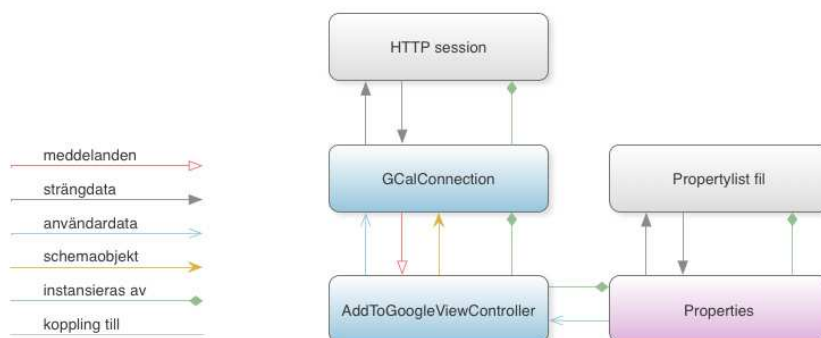 HTTP session
meddelanden
GCalConnection
Propertylist fil
strängdata
användardata
schemaobjekt
instansieras av
AddToGoogleViewController
Properties
koppling till